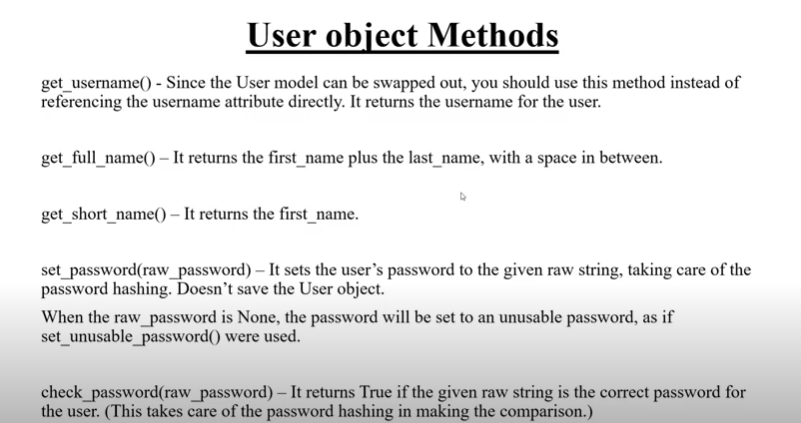 User object Methods
get_username() - Since the User model can be swapped out, you should use this method instead of
referencing the username attribute directly. It returns the username for the user.
get_full_name() – It returns the first_name plus the last_name, with a space in between.
get_short_name() – It returns the first_name.
set_password(raw_password) – It sets the user’s password to the given raw string, taking care of the
password hashing. Doesn’t save the User object.
When the raw_password is None, the password will be set to an unusable password, as if
set_unusable_password() were used.
check_password(raw_password) – It returns True if the given raw string is the correct password for
the user. (This takes care of the password hashing in making the comparison.)